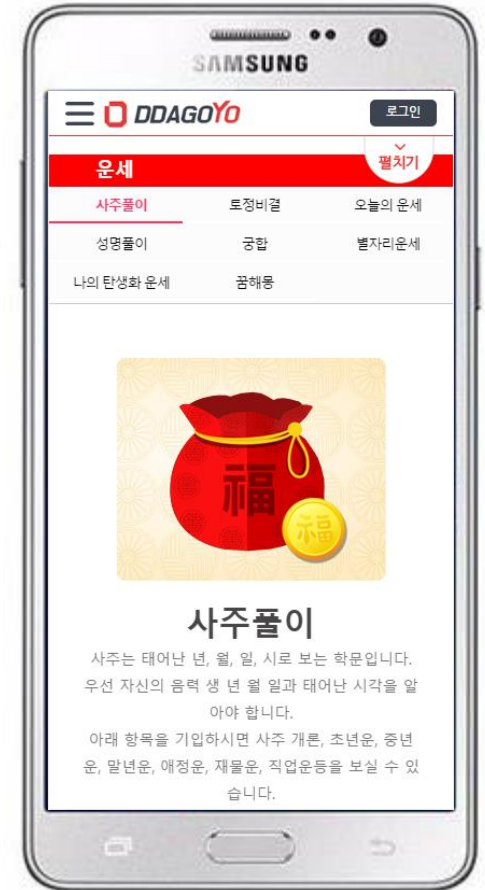 SAMSUNG
DDAGOYO
로그인
운세
펼치기
사주풀이 토정비결 오늘의 운세
성명풀이 궁합 별자리운세
나의 탄생화 운세 꿈해몽
福
福
사주풀이
사주는 태어난 년, 월, 일, 시로 보는 학문입니다.
우선 자신의 음력 생 년 월 일과 태어난 시각을 알
아야 합니다.
아래 항목을 기입하시면 사주 개론, 초년운, 중년
운, 말년운, 애정운, 재물운, 직업운등을 보실 수 있
습니다.